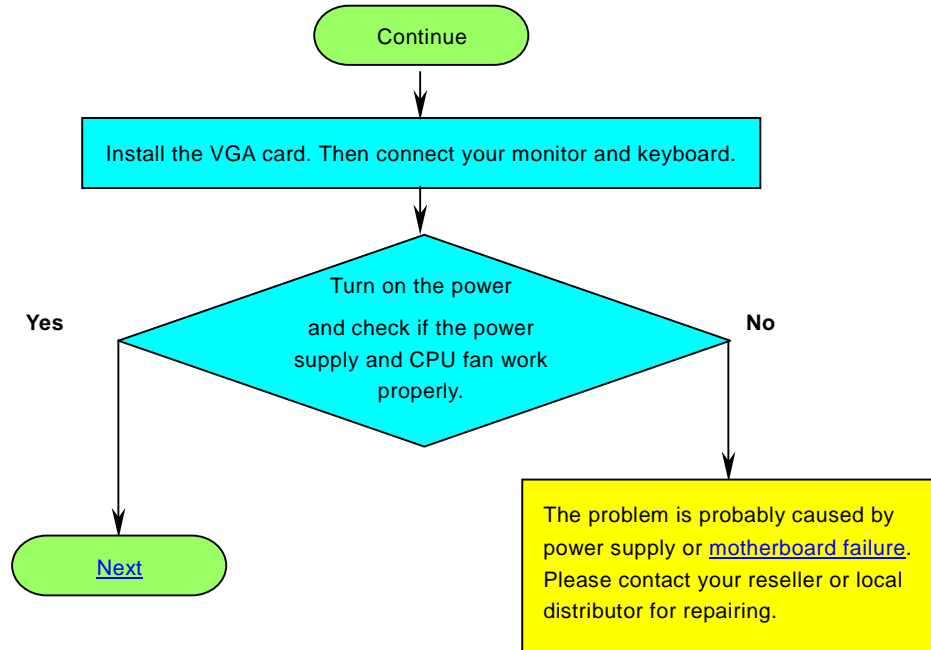 Continue
Install the VGA card. Then connect your monitor and keyboard.
Turn on the power
and check if the power
supply and CPU fan work
properly.
Yes
No
The problem is probably caused by
power supply or motherboard failure.
Please contact your reseller or local
distributor for repairing.
Next